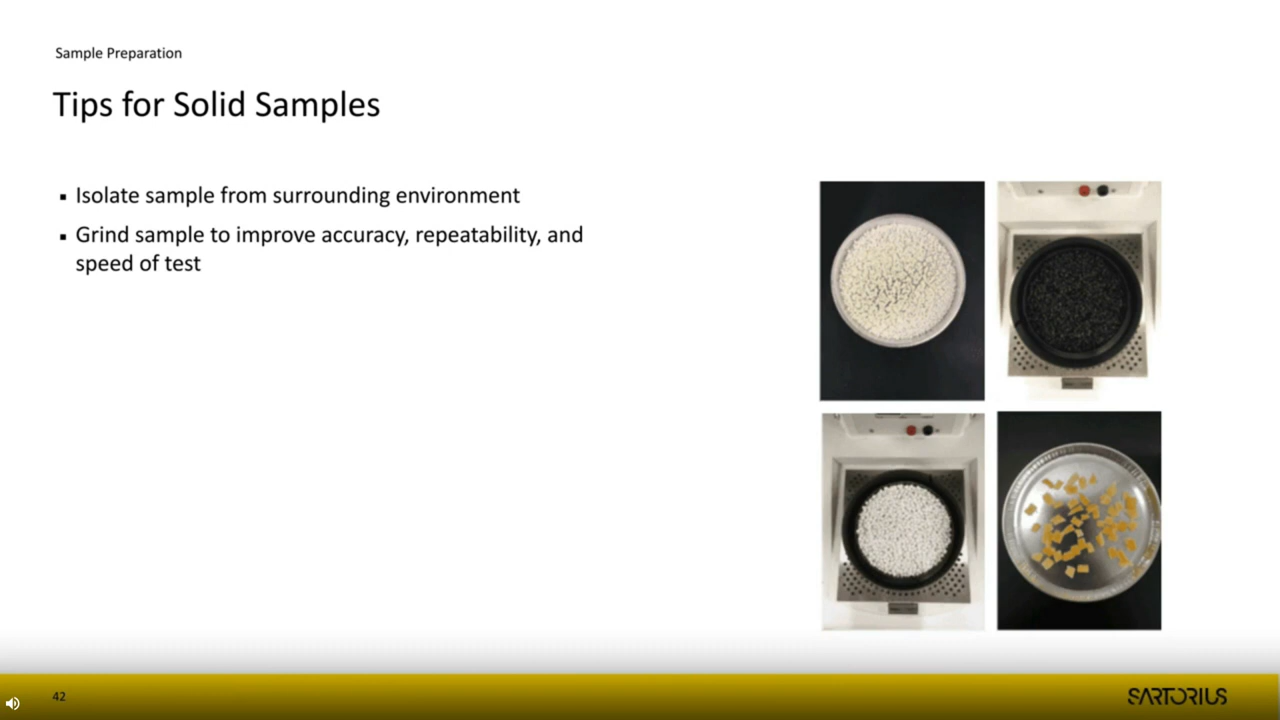 Sample Preparation
Tips for Solid Samples
▪ Isolate sample from surrounding environment
▪ Grind sample to improve accuracy, repeatability, and
speed of test
42
SARTORIUS